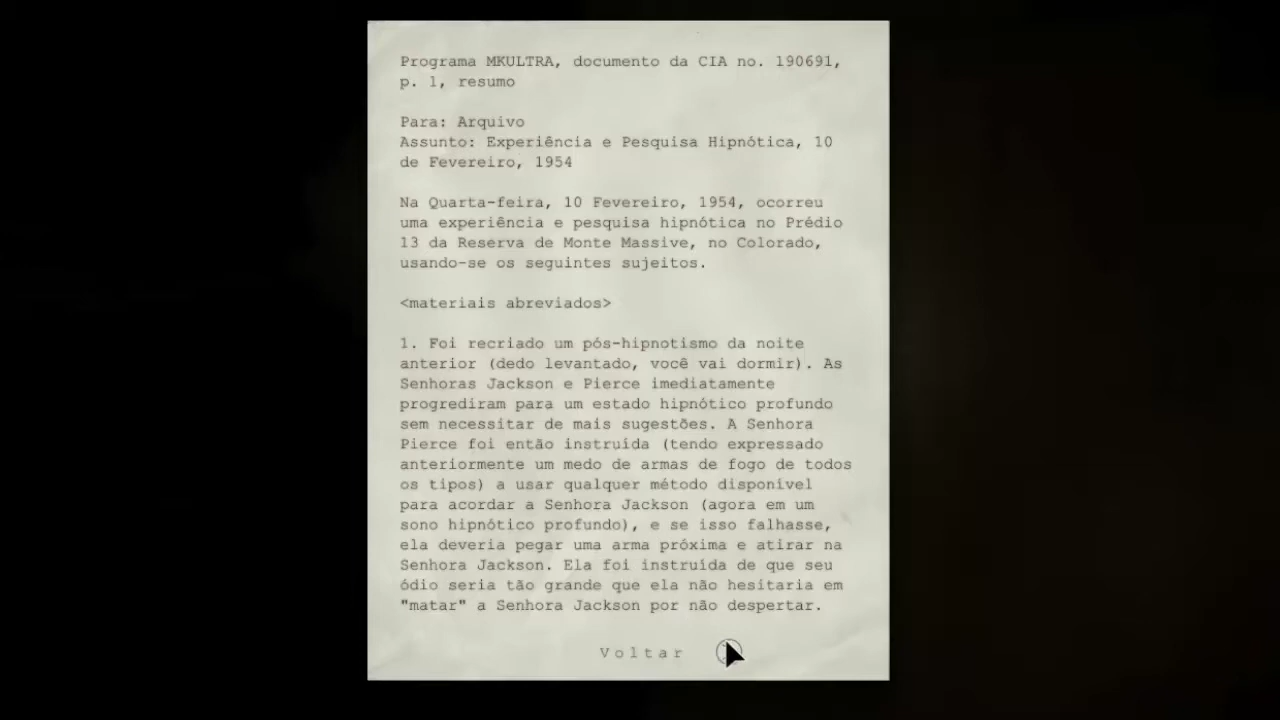 Programa MKULTRA, documento da CIA no. 190691,
p. 1, resumo
Para: Arquivo
Assunto: Experiência e Pesquisa Hipnótica, 10
de Fevereiro, 1954
Na Quarta-feira, 10 Fevereiro, 1954, ocorreu
uma experiência e pesquisa hipnótica no Prédio
13 da Reserva de Monte Massive, no Colorado,
usando-se os seguintes sujeitos.
<materiais abreviados>
1. Foi recriado um pós-hipnotismo da noite
anterior (dedo levantado, você vai dormir). As
Senhoras Jackson e Pierce imediatamente
progrediram para um estado hipnótico profundo
sem necessitar de mais sugestões. A Senhora
Pierce foi então instruída (tendo expressado
anteriormente um medo de armas de fogo de todos
os tipos) a usar qualquer método disponível
para acordar a Senhora Jackson (agora em um
sono hipnótico profundo), e se isso falhasse,
ela deveria pegar uma arma próxima e atirar na
Senhora Jackson. Ela foi instruída de que seu
ódio seria tão grande que ela não hesitaria em
"matar" a Senhora Jackson por não despertar.
Voltar